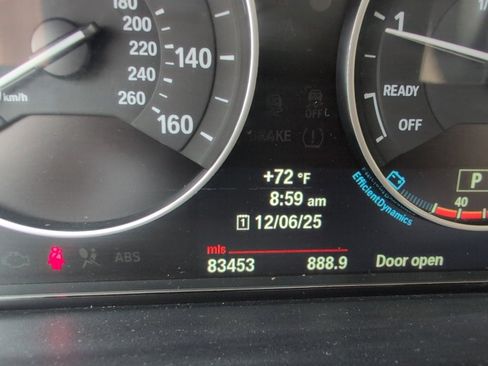 180
200
220
240
260
140
160
km/h
1
READY
OFF
OFF
BRAKE
+72 °F
8:59 am
1 12/06/25
P
EfficientDynamics
40
ABS
mls
83453 888.9 Door open